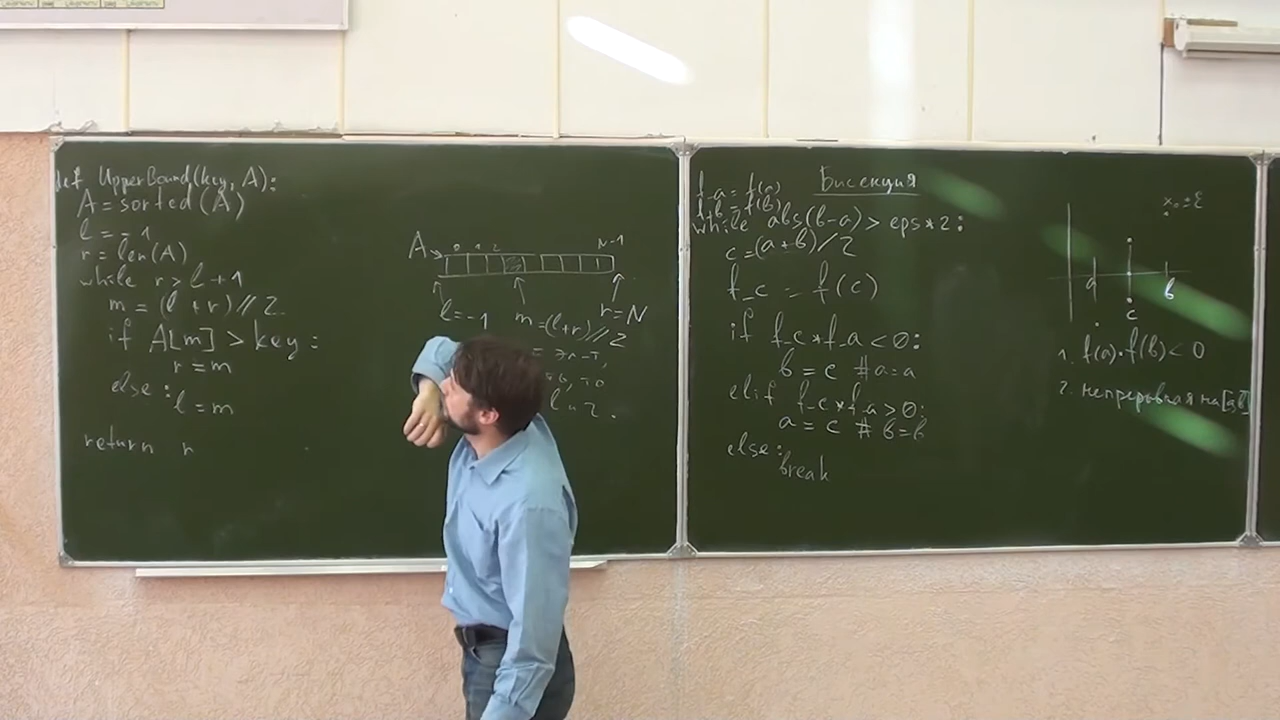 def UpperBound(key, A):
A = sorted(A)
l = -1
r = len(A)
while r > l + 1
m = (l + r) // 2
if A[m] > key:
r = m
else:
l = m
return r
A
0 1 2
N-1
l = -1
m = (l+r)//2
r = N
эл-т,
то
Бисекция
f_a = f(a)
f_b = f(b)
while abs(b-a) > eps*2:
c = (a+b)/2
f_c = f(c)
if f_c*f_a < 0:
b = c # a=a
elif f_c*f_a > 0:
a = c # b=b
else:
break
x₀ ± ε
a
b
c
1. f(a)·f(b) < 0
2. непрерывная на [a,b]